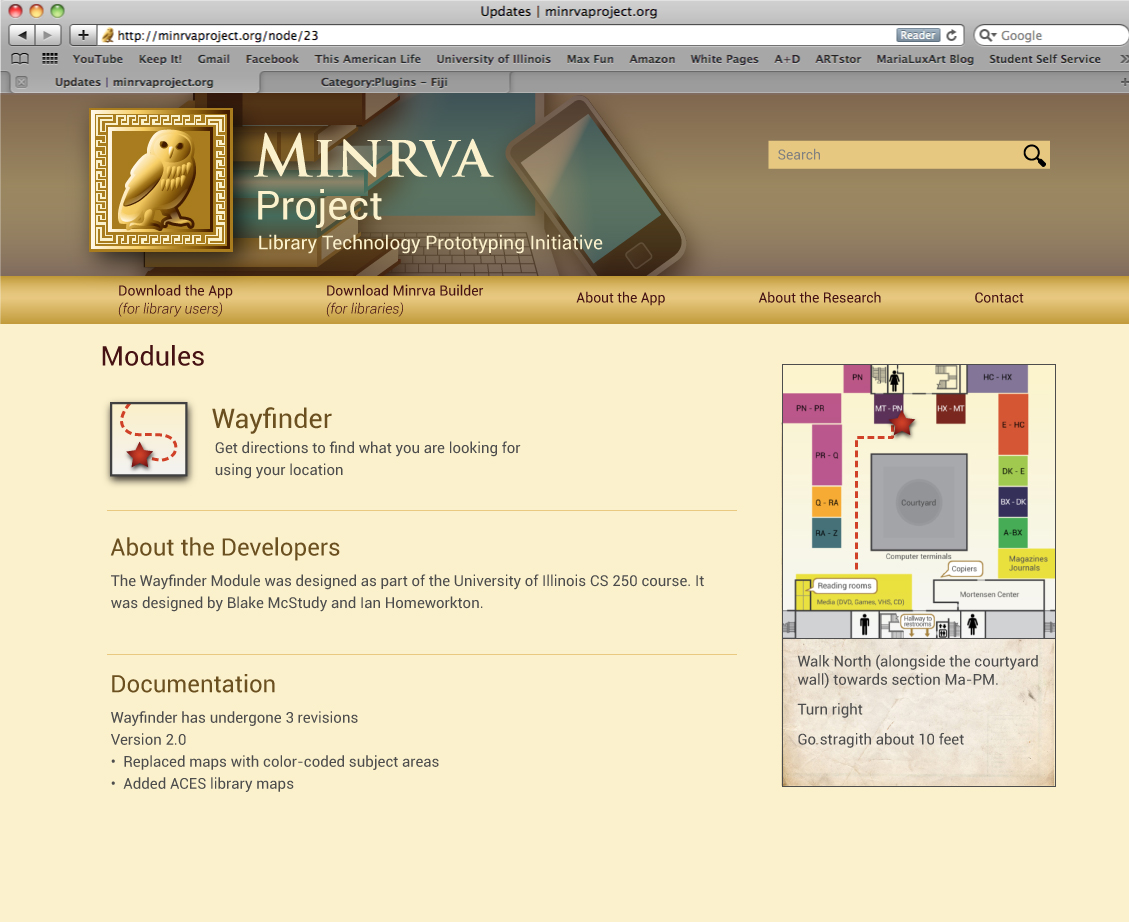 Updates | minrvaproject.org
http://minrvaproject.org/node/23
Reader
Google
YouTube Keep It! Gmail Facebook This American Life University of Illinois Max Fun Amazon White Pages A+D ARTstor MariaLuxArt Blog Student Self Service
Updates | minrvaproject.org
Category:Plugins – Fiji
MINRVA
Project
Library Technology Prototyping Initiative
Search
Download the App
(for library users)
Download Minrva Builder
(for libraries)
About the App
About the Research
Contact
Modules
Wayfinder
Get directions to find what you are looking for
using your location
About the Developers
The Wayfinder Module was designed as part of the University of Illinois CS 250 course. It
was designed by Blake McStudy and Ian Homeworkton.
Documentation
Wayfinder has undergone 3 revisions
Version 2.0
• Replaced maps with color-coded subject areas
• Added ACES library maps
PN
HC - HX
PN - PR
MT - PN
HX - MT
E - HC
PR - Q
DK - E
Q - RA
Courtyard
BX - DK
RA - Z
A-BX
Computer terminals
Magazines
Journals
Copiers
Reading rooms
Mortensen Center
Media (DVD, Games, VHS, CD)
Hallway to
restrooms
Walk North (alongside the courtyard
wall) towards section Ma-PM.
Turn right
Go.stragith about 10 feet